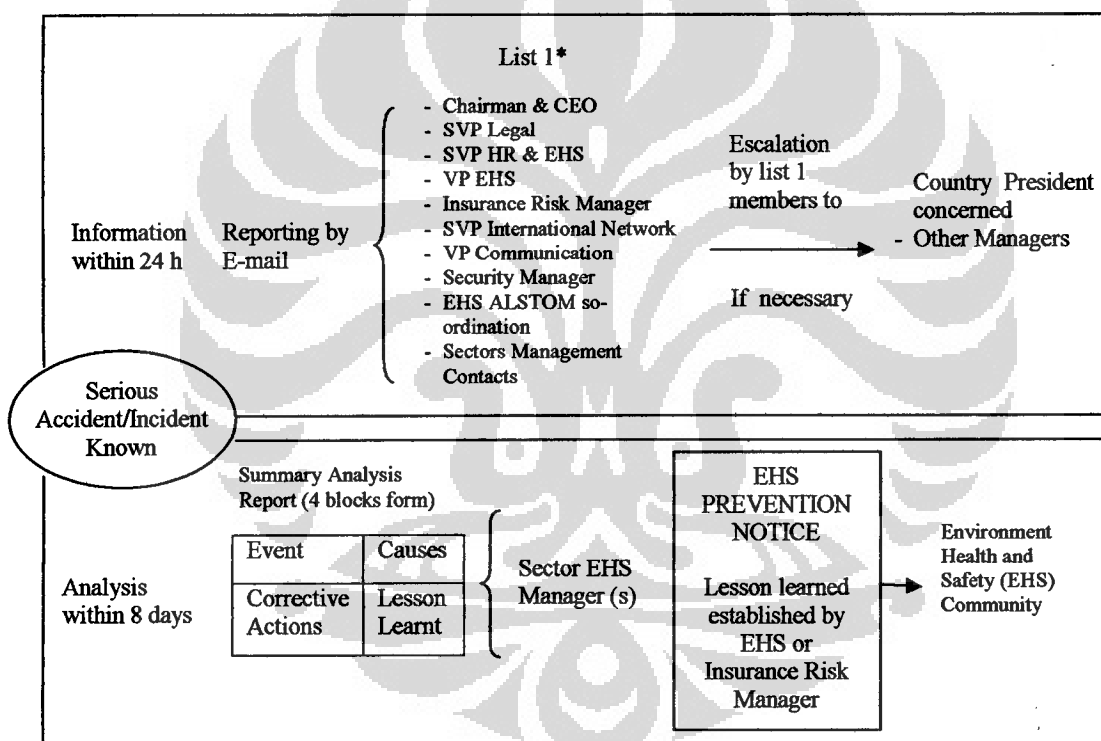 List 1*
Information
within 24 h
Reporting by
E-mail
- Chairman & CEO
- SVP Legal
- SVP HR & EHS
- VP EHS
- Insurance Risk Manager
- SVP International Network
- VP Communication
- Security Manager
- EHS ALSTOM so-
ordination
- Sectors Management
Contacts
Escalation
by list 1
members to
If necessary
Country President
concerned
- Other Managers
Serious
Accident/Incident
Known
Analysis
within 8 days
Summary Analysis
Report (4 blocks form)
Event
Causes
Corrective
Actions
Lesson
Learnt
Sector EHS
Manager (s)
EHS
PREVENTION
NOTICE
Lesson learned
established by
EHS or
Insurance Risk
Manager
Environment
Health and
Safety (EHS)
Community